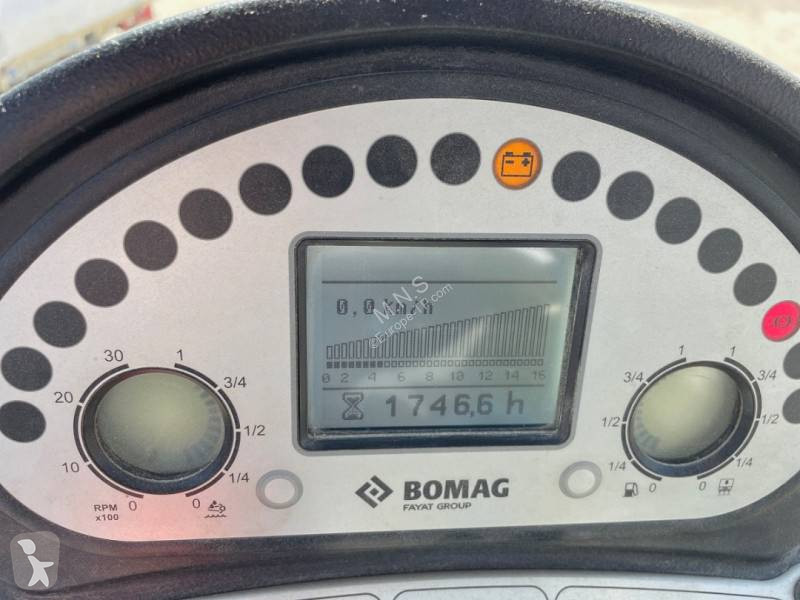 0,0 km/h
M N S
©Europe .com
0 2 4 6 8 10 12 14 16
1746,6 h
30 1
20 3/4
1/2
10 1/4
RPM
x100
0 0
BOMAG
FAYAT GROUP
1 1
3/4 3/4
1/2 1/2
1/4 1/4
0 0